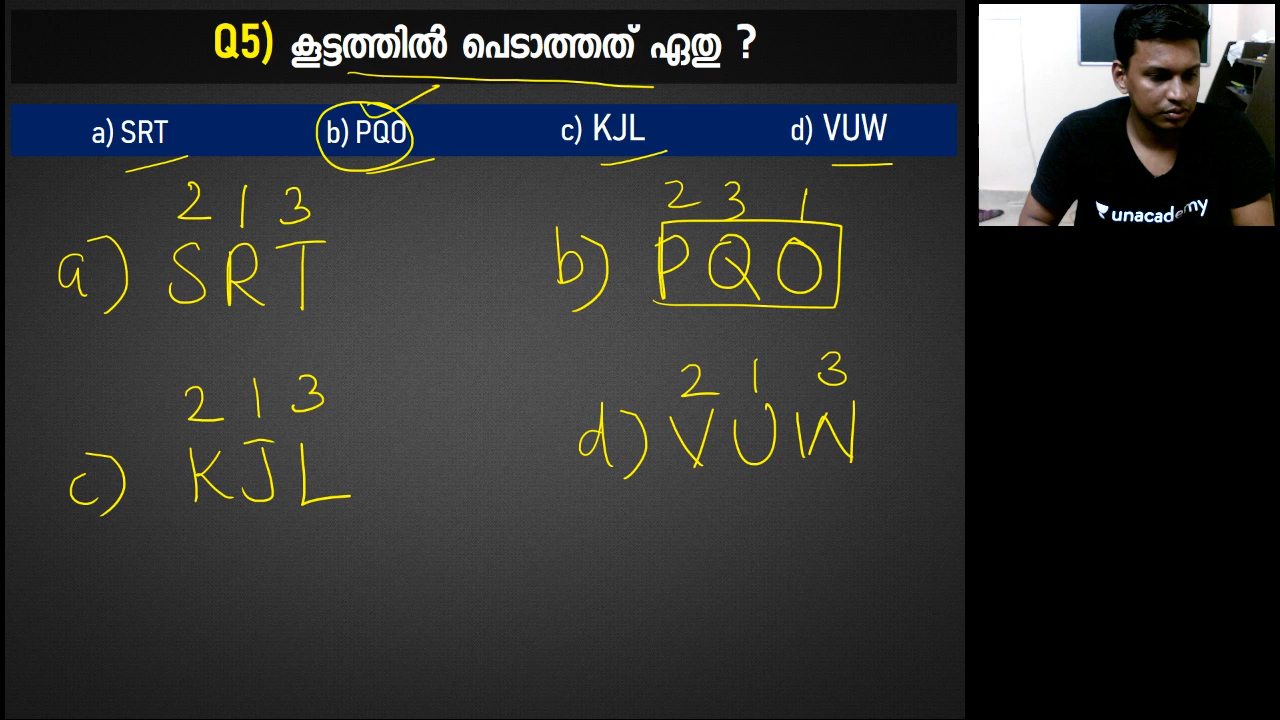 Q5) കൂട്ടത്തിൽ പെടാത്തത് ഏതു ?
a) SRT b) PQO c) KJL d) VUW
2 1 3
a) SRT
2 3 1
b) PQO
2 1 3
c) KJL
2 1 3
d) VUW
unacademy